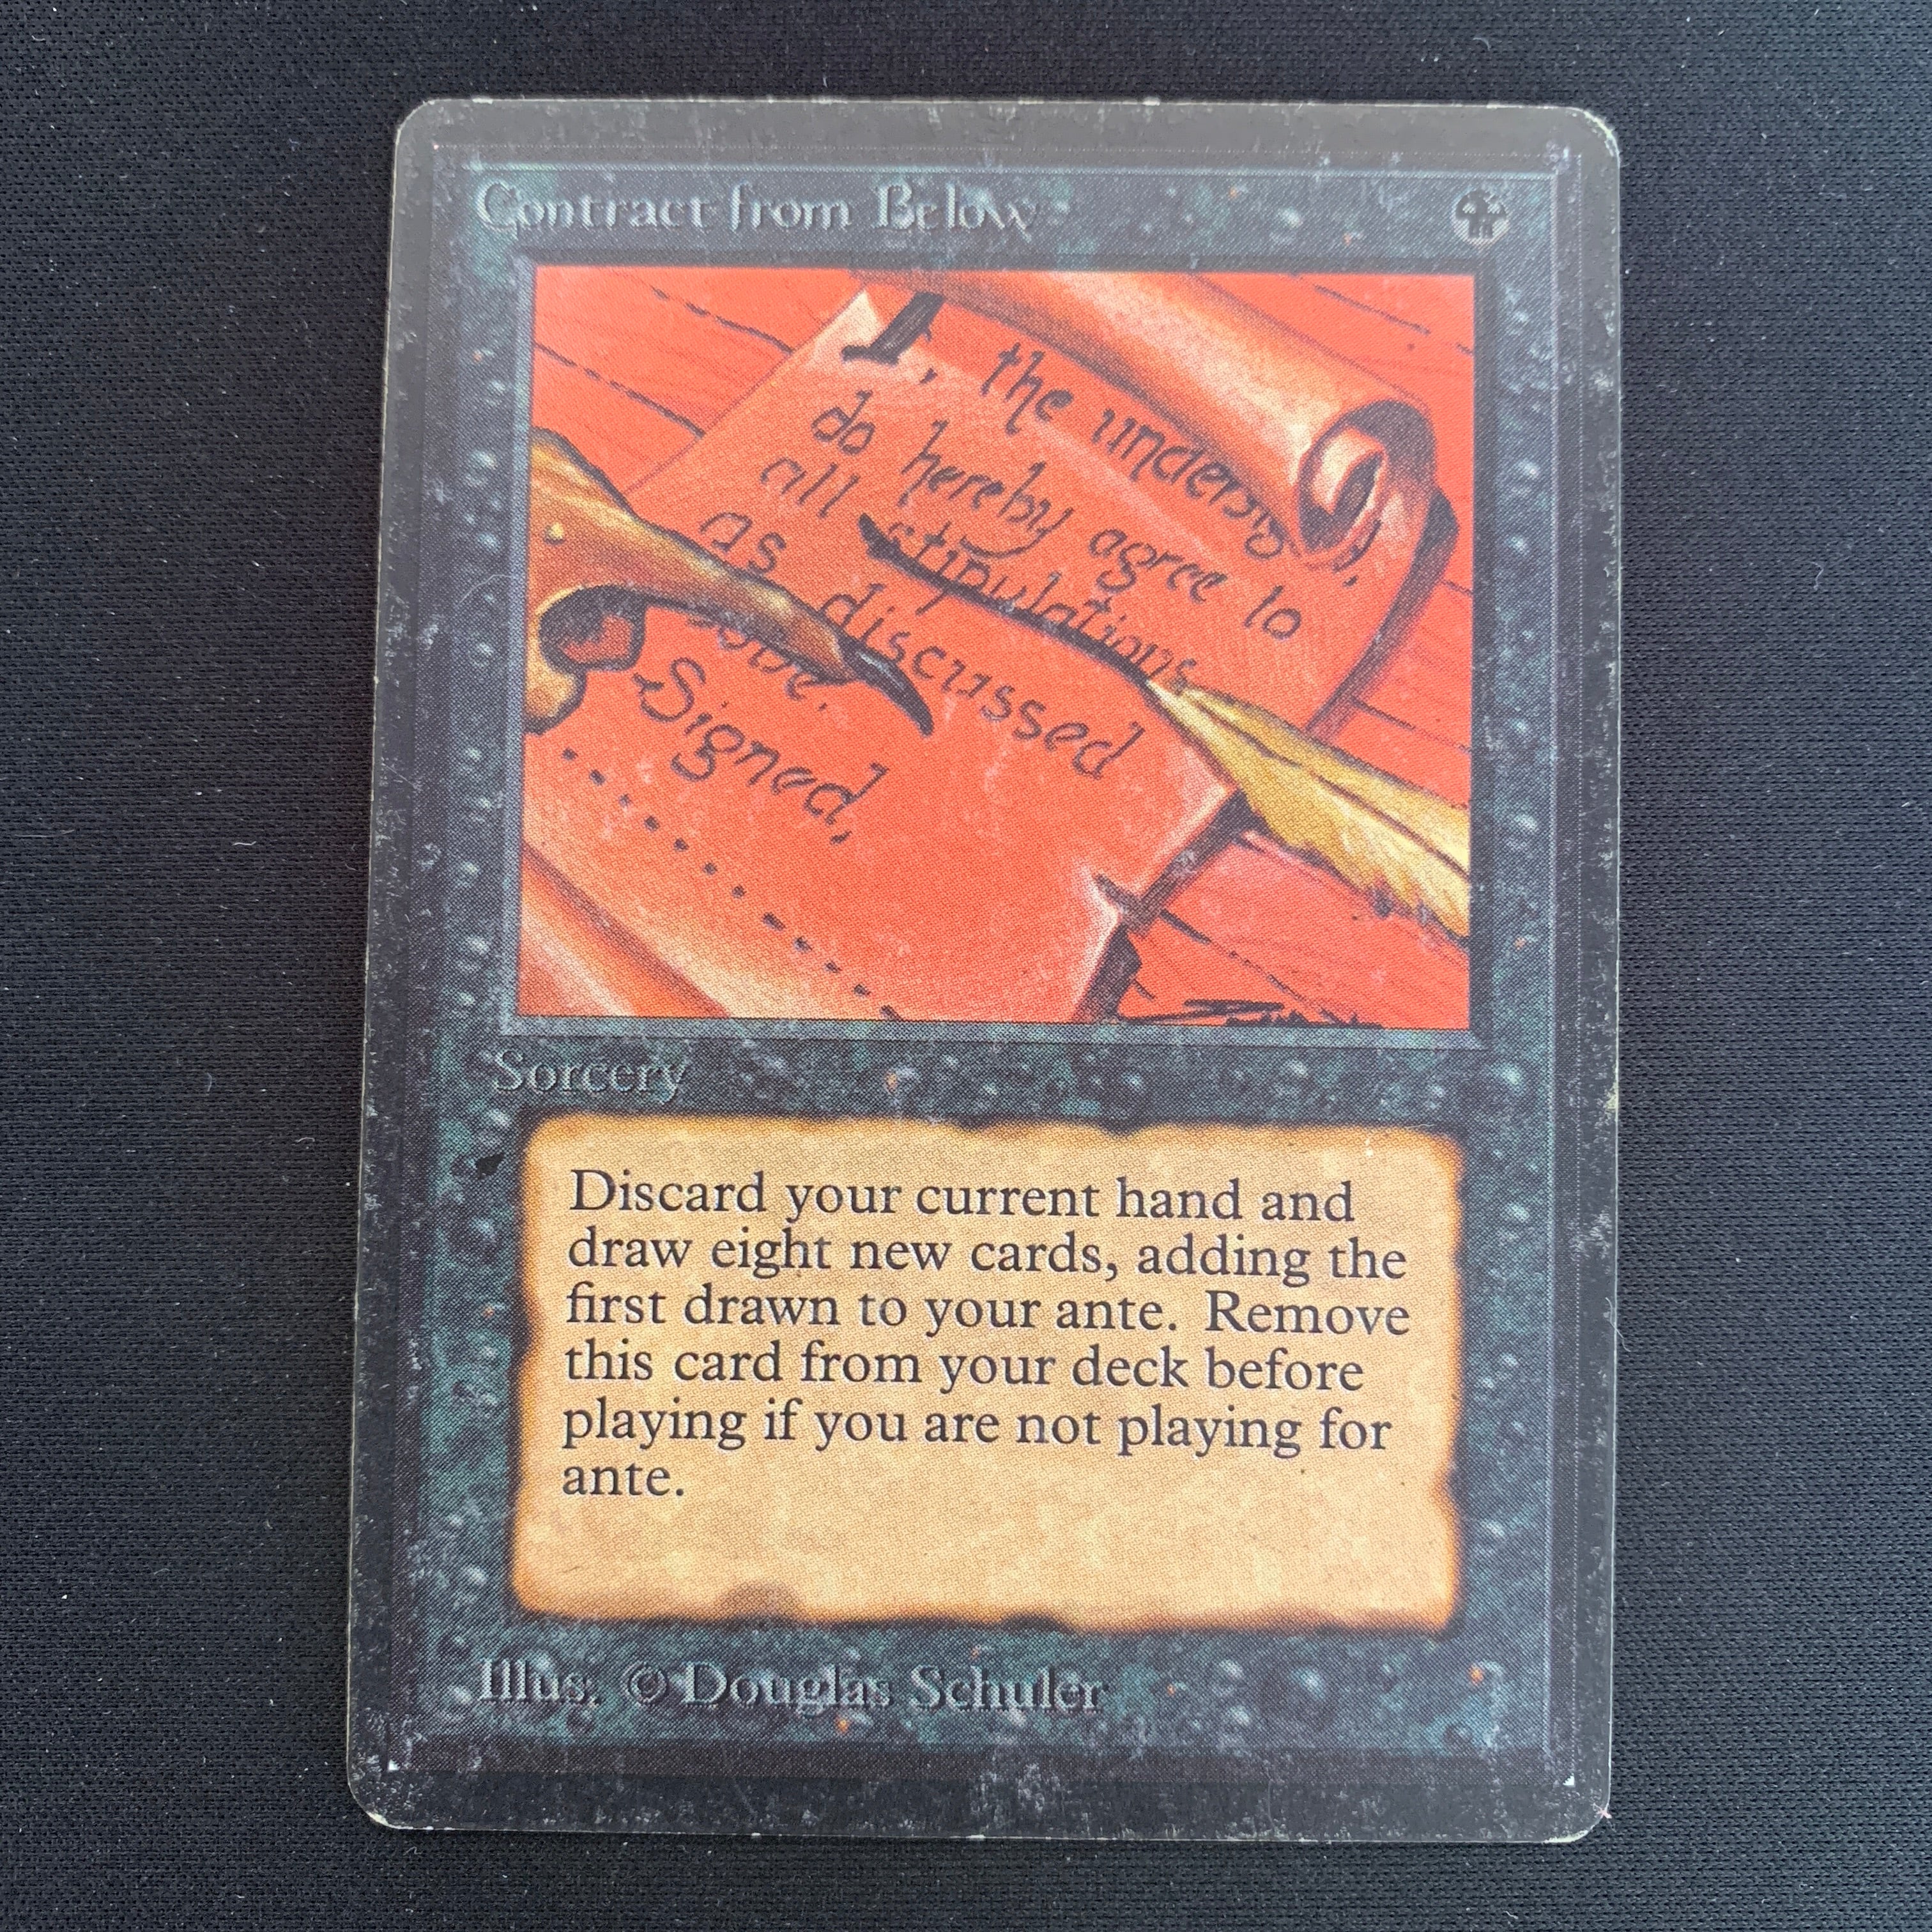 Contract from Below
I, the undersig
do hereby agree to
all stipulations
as discussed
Signed,
Sorcery
Discard your current hand and
draw eight new cards, adding the
first drawn to your ante. Remove
this card from your deck before
playing if you are not playing for
ante.
Illus. © Douglas Schuler